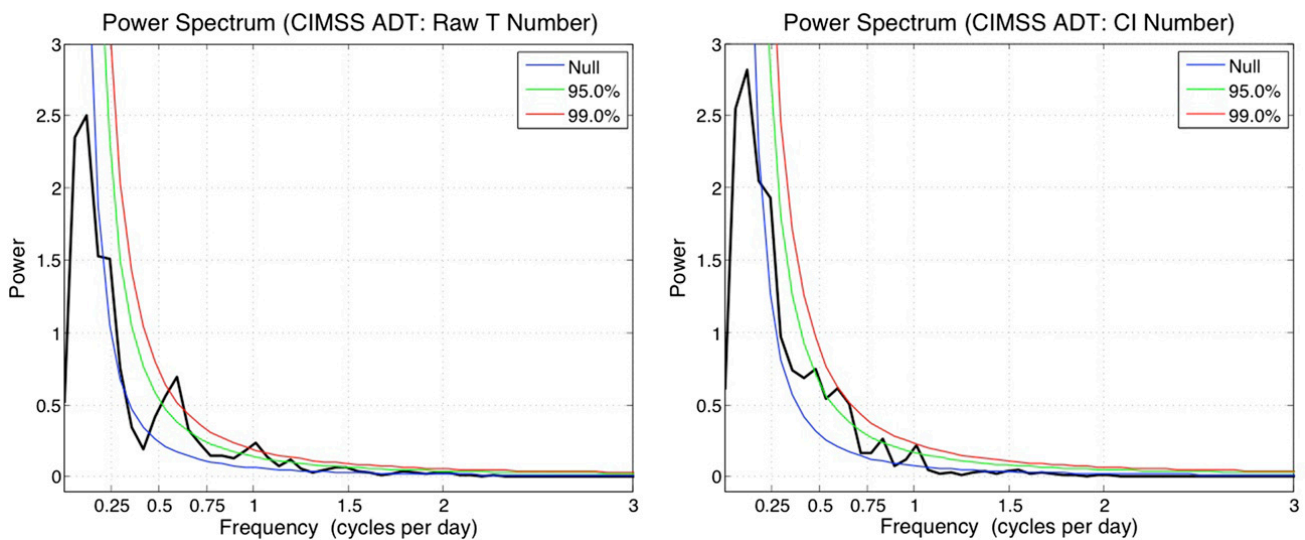 Power Spectrum (CIMSS ADT: Raw T Number)
3
2.5
2
1.5
1
0.5
0
Power
Null
95.0%
99.0%
0.25 0.5 0.75 1 1.5 2 3
Frequency (cycles per day)
Power Spectrum (CIMSS ADT: CI Number)
3
2.5
2
1.5
1
0.5
0
Power
Null
95.0%
99.0%
0.25 0.5 0.75 1 1.5 2 3
Frequency (cycles per day)